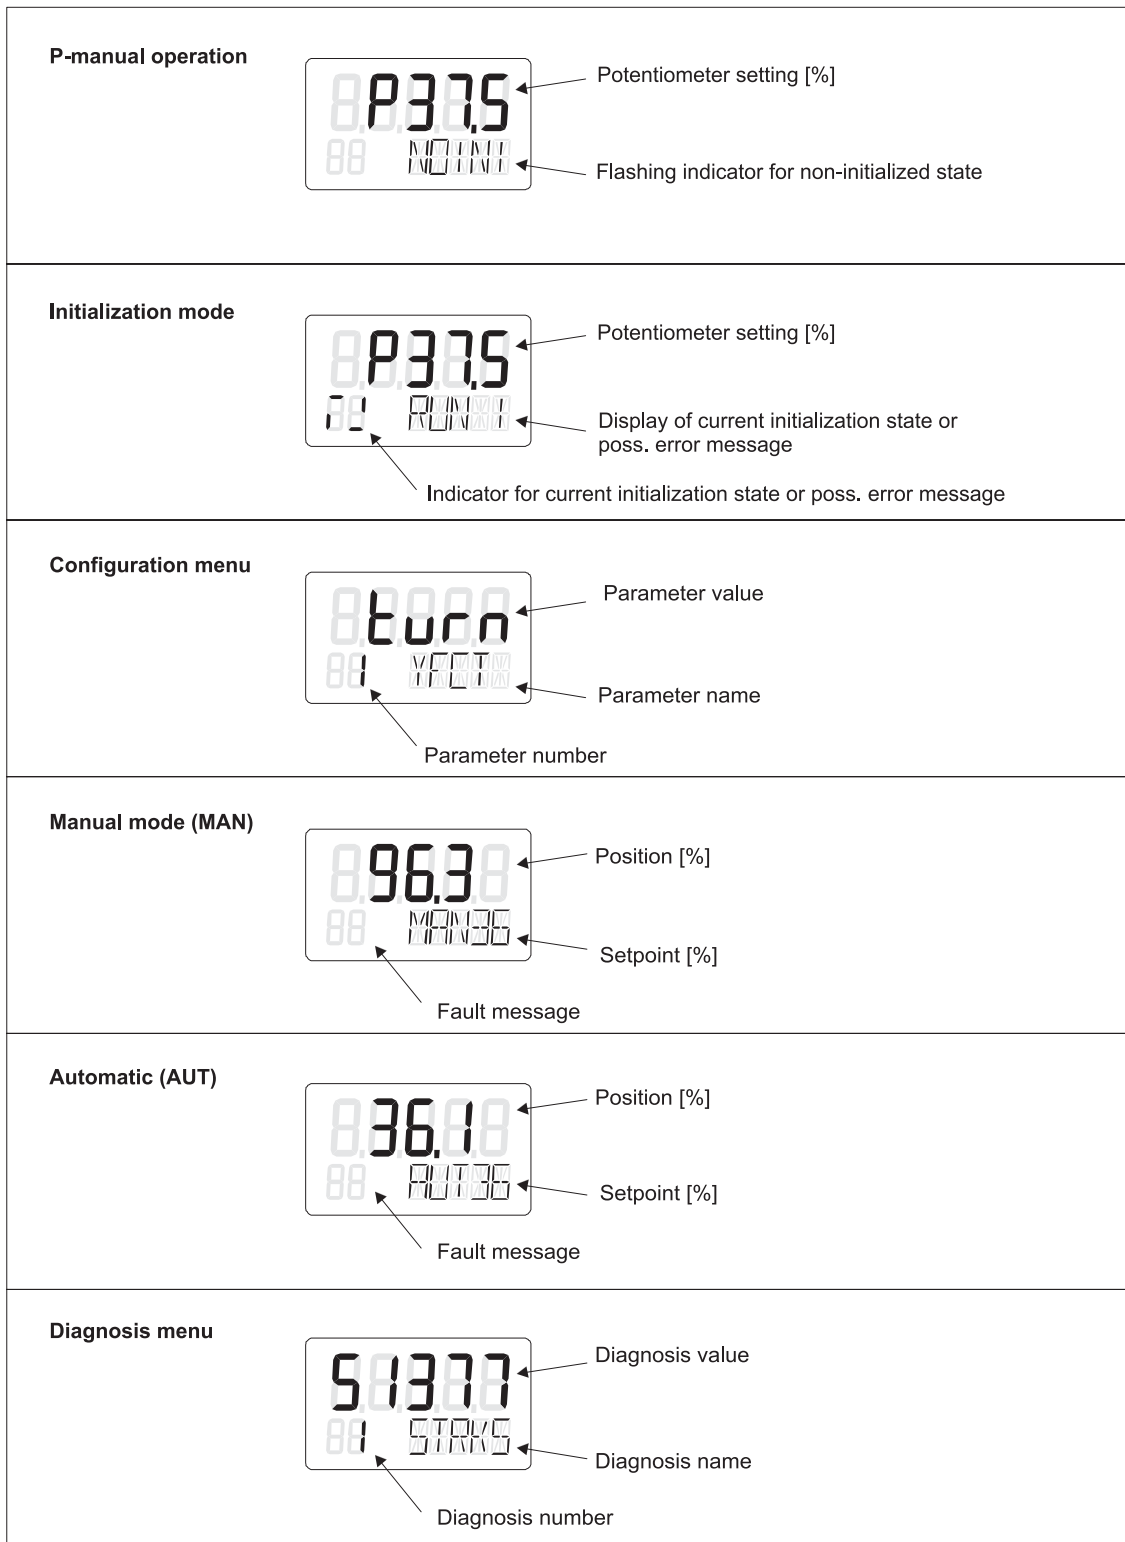 P-manual operation
P37,5
Potentiometer setting [%]
NOINI
Flashing indicator for non-initialized state
Initialization mode
P37,5
Potentiometer setting [%]
RUN 1
Display of current initialization state or
poss. error message
Indicator for current initialization state or poss. error message
Configuration menu
turn
Parameter value
1 YFCT
Parameter name
Parameter number
Manual mode (MAN)
96,3
Position [%]
MAN36
Setpoint [%]
Fault message
Automatic (AUT)
36,1
Position [%]
AUT36
Setpoint [%]
Fault message
Diagnosis menu
51377
Diagnosis value
1 STRKS
Diagnosis name
Diagnosis number